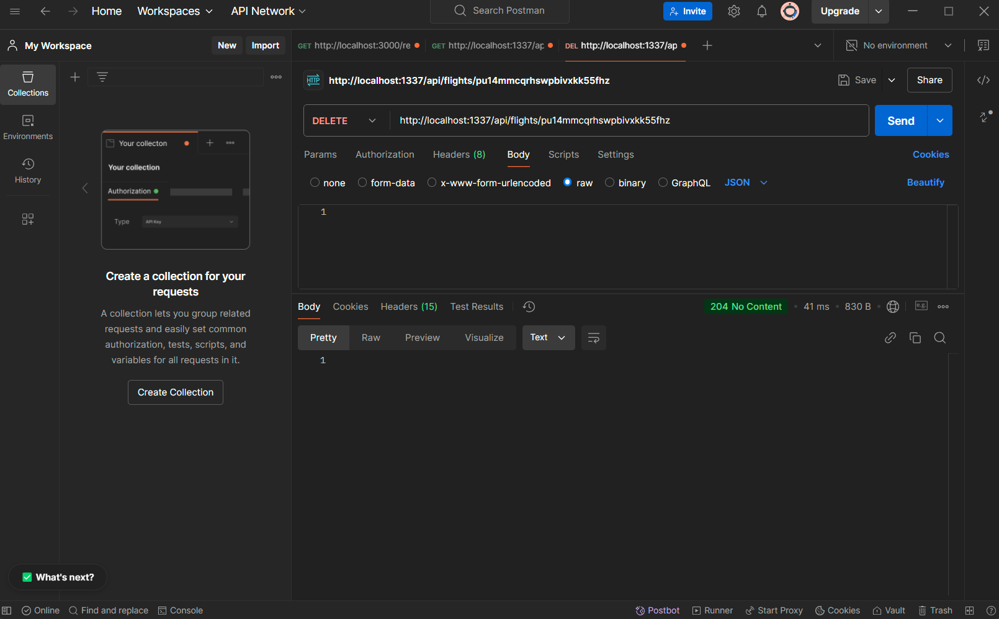 Home Workspaces API Network Search Postman Invite Upgrade
My Workspace New Import
GET http://localhost:3000/re GET http://localhost:1337/ap DEL http://localhost:1337/ap No environment
Collections
Environments
History
Your collecton
Your collection
Authorization
Type API Key
Create a collection for your
requests
A collection lets you group related
requests and easily set common
authorization, tests, scripts, and
variables for all requests in it.
Create Collection
What's next?
HTTP http://localhost:1337/api/flights/pu14mmcqrhswpbivxkk55fhz Save Share
DELETE http://localhost:1337/api/flights/pu14mmcqrhswpbivxkk55fhz Send
Params Authorization Headers (8) Body Scripts Settings Cookies
none form-data x-www-form-urlencoded raw binary GraphQL JSON Beautify
1
Body Cookies Headers (15) Test Results 204 No Content 41 ms 830 B e.g.
Pretty Raw Preview Visualize Text
1
Online Find and replace Console Postbot Runner Start Proxy Cookies Vault Trash